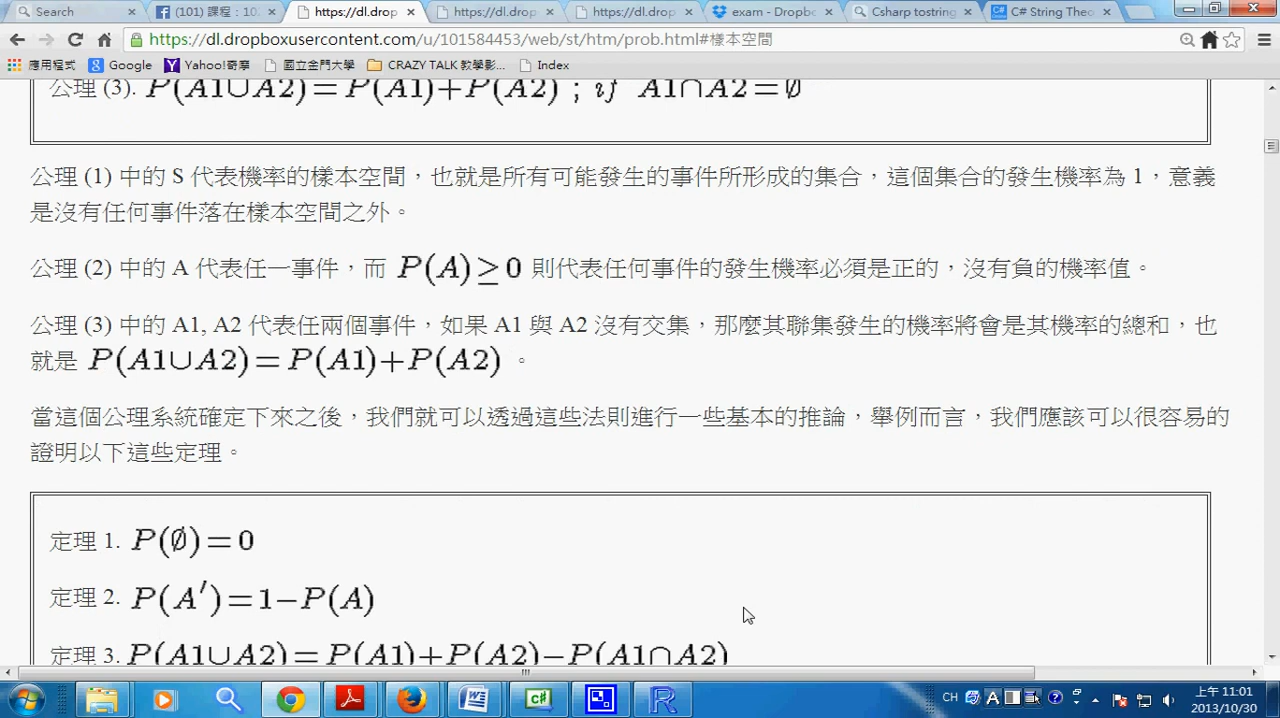 Search
(101) 課程：10.
https://dl.drop
https://dl.drop
https://dl.drop
exam - Dropb
Csharp tostring
C# String Theo
https://dl.dropboxusercontent.com/u/101584453/web/st/htm/prob.html#樣本空間
應用程式 Google Yahoo!奇摩 國立金門大學 CRAZY TALK 教學影... Index
公理 (3). P(A1∪A2)=P(A1)+P(A2) ; if A1∩A2=∅
公理 (1) 中的 S 代表機率的樣本空間，也就是所有可能發生的事件所形成的集合，這個集合的發生機率為 1，意義
是沒有任何事件落在樣本空間之外。
公理 (2) 中的 A 代表任一事件，而 P(A)≥0 則代表任何事件的發生機率必須是正的，沒有負的機率值。
公理 (3) 中的 A1, A2 代表任兩個事件，如果 A1 與 A2 沒有交集，那麼其聯集發生的機率將會是其機率的總和，也
就是 P(A1∪A2)=P(A1)+P(A2) 。
當這個公理系統確定下來之後，我們就可以透過這些法則進行一些基本的推論，舉例而言，我們應該可以很容易的
證明以下這些定理。
定理 1. P(∅)=0
定理 2. P(A′)=1−P(A)
定理 3. P(A1∪A2)=P(A1)+P(A2)−P(A1∩A2)
CH
上午 11:01
2013/10/30